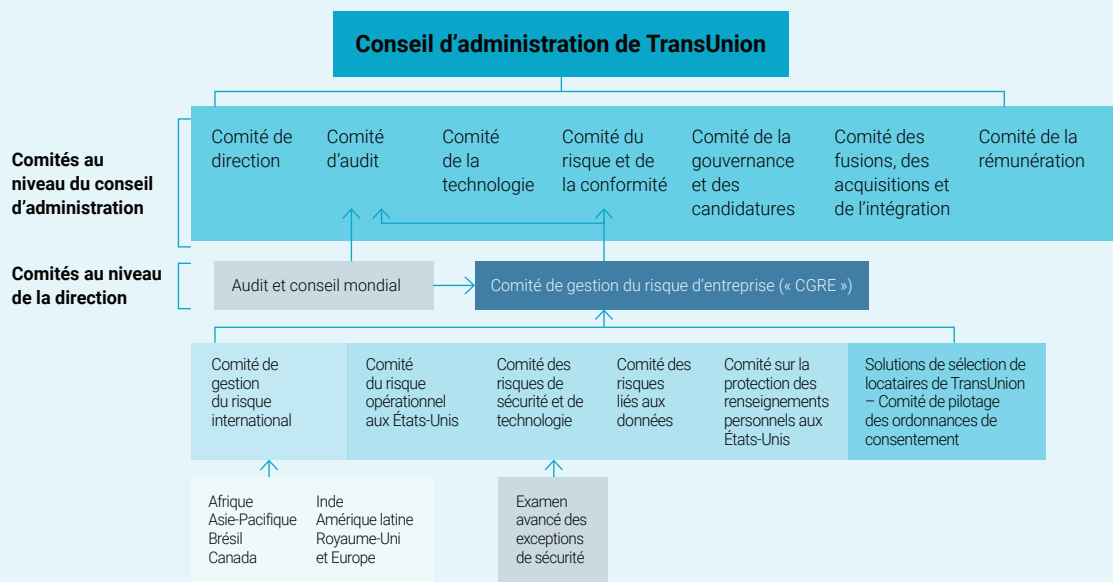 Conseil d'administration de TransUnion
Comités au
niveau du conseil
d'administration
Comité de
direction
Comité
d'audit
Comité
de la
technologie
Comité du
risque et de
la conformité
Comité de la
gouvernance
et des
candidatures
Comité des
fusions, des
acquisitions et
de l'intégration
Comité de la
rémunération
Comités au niveau
de la direction
Audit et conseil mondial
Comité de gestion du risque d'entreprise (« CGRE »)
Comité de
gestion
du risque
international
Comité
du risque
opérationnel
aux États-Unis
Comité des
risques de
sécurité et de
technologie
Comité des
risques
liés aux
données
Comité sur la
protection des
renseignements
personnels aux
États-Unis
Solutions de sélection de
locataires de TransUnion
– Comité de pilotage
des ordonnances de
consentement
Afrique
Asie-Pacifique
Brésil
Canada
Inde
Amérique latine
Royaume-Uni
et Europe
Examen
avancé des
exceptions
de sécurité